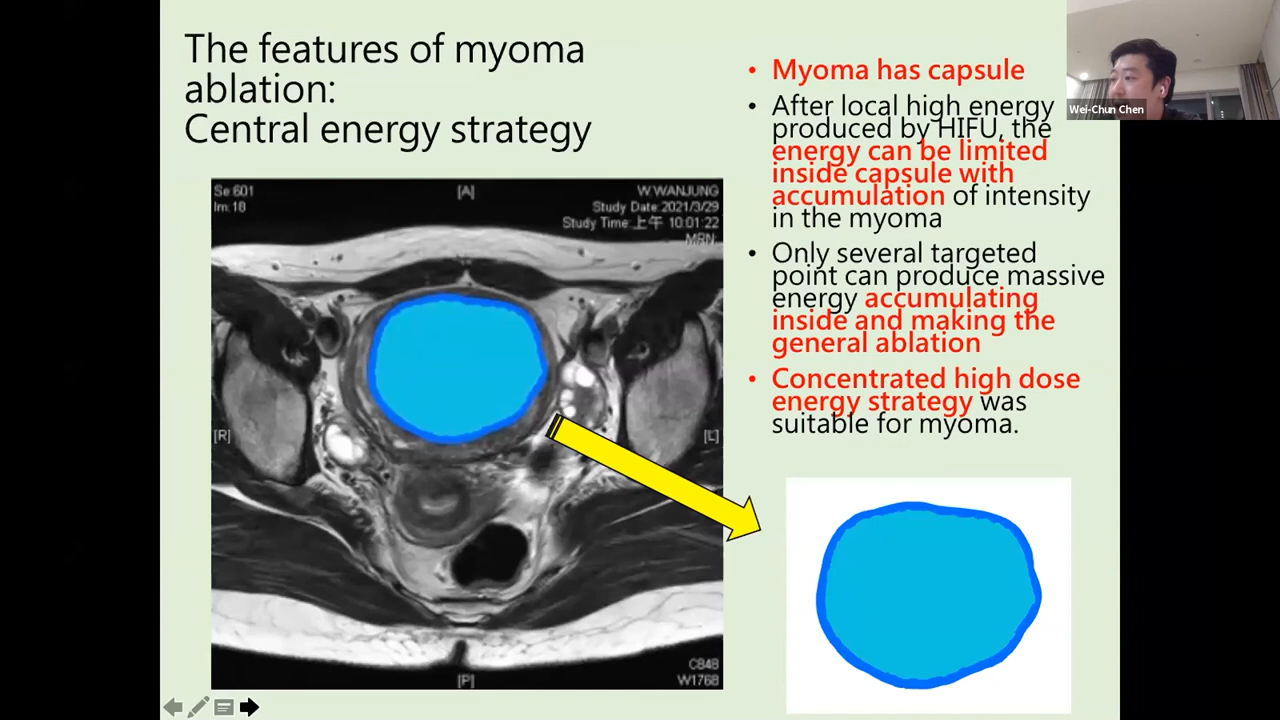 The features of myoma
ablation:
Central energy strategy
• Myoma has capsule
• After local high energy
produced by HIFU, the
energy can be limited
inside capsule with
accumulation of intensity
in the myoma
• Only several targeted
point can produce massive
energy accumulating
inside and making the
general ablation
• Concentrated high dose
energy strategy was
suitable for myoma.
Wei-Chun Chen
Se:601
Im:18
[A]
W.WANJUNG
Study Date:2021/3/29
Study Time:上午 10:01:22
MRN:
[R]
[L]
[P]
C848
W1768